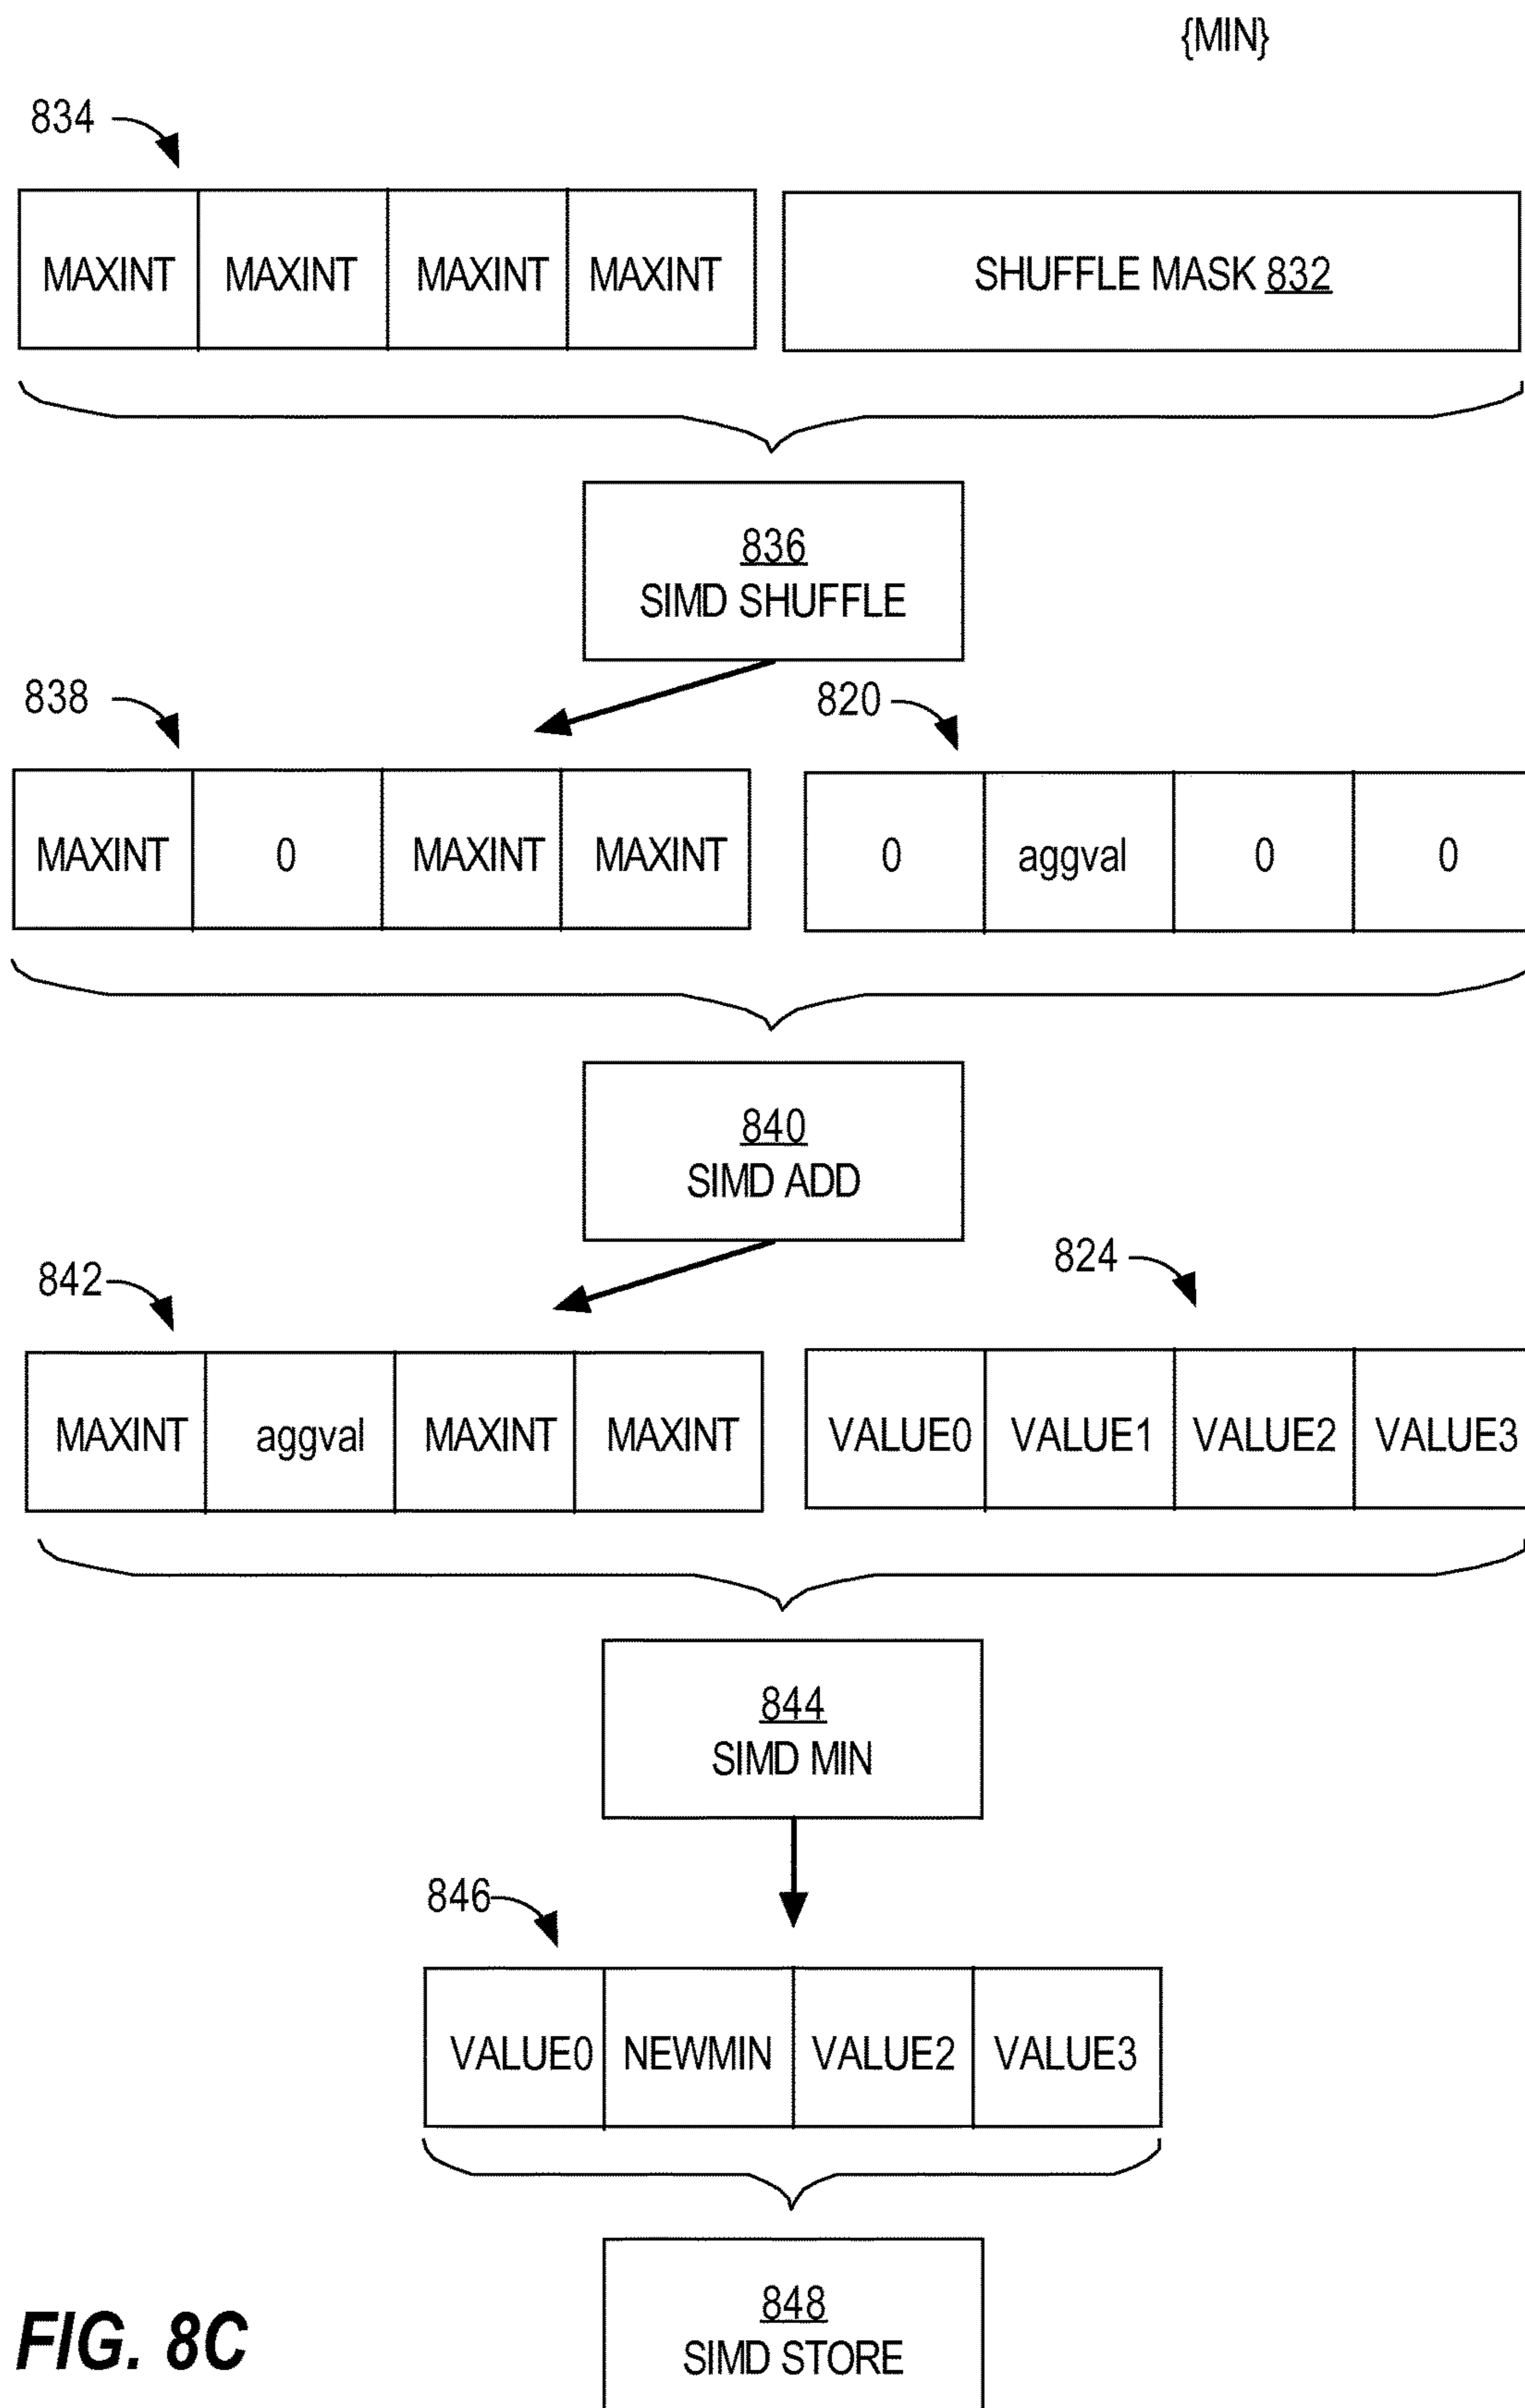 {MIN}
834
MAXINT MAXINT MAXINT MAXINT SHUFFLE MASK 832
836
SIMD SHUFFLE
838 820
MAXINT 0 MAXINT MAXINT 0 aggval 0 0
840
SIMD ADD
842 824
MAXINT aggval MAXINT MAXINT VALUE0 VALUE1 VALUE2 VALUE3
844
SIMD MIN
846
VALUE0 NEWMIN VALUE2 VALUE3
848
SIMD STORE
FIG. 8C